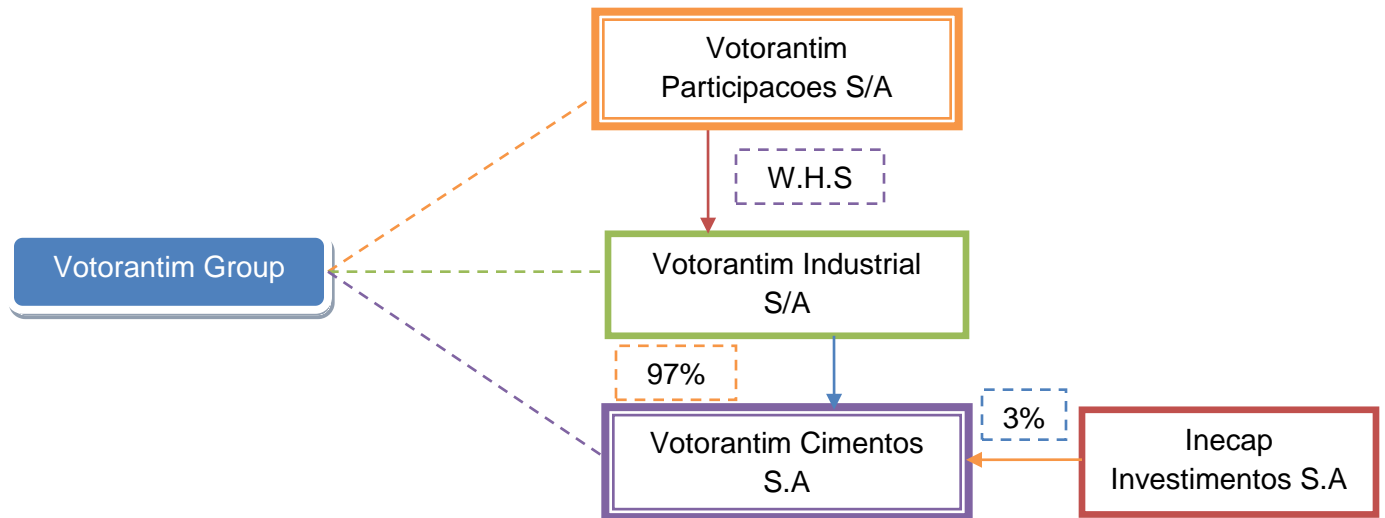 Votorantim
Participacoes S/A
W.H.S
Votorantim Group
Votorantim Industrial
S/A
97%
3%
Votorantim Cimentos
S.A
Inecap
Investimentos S.A